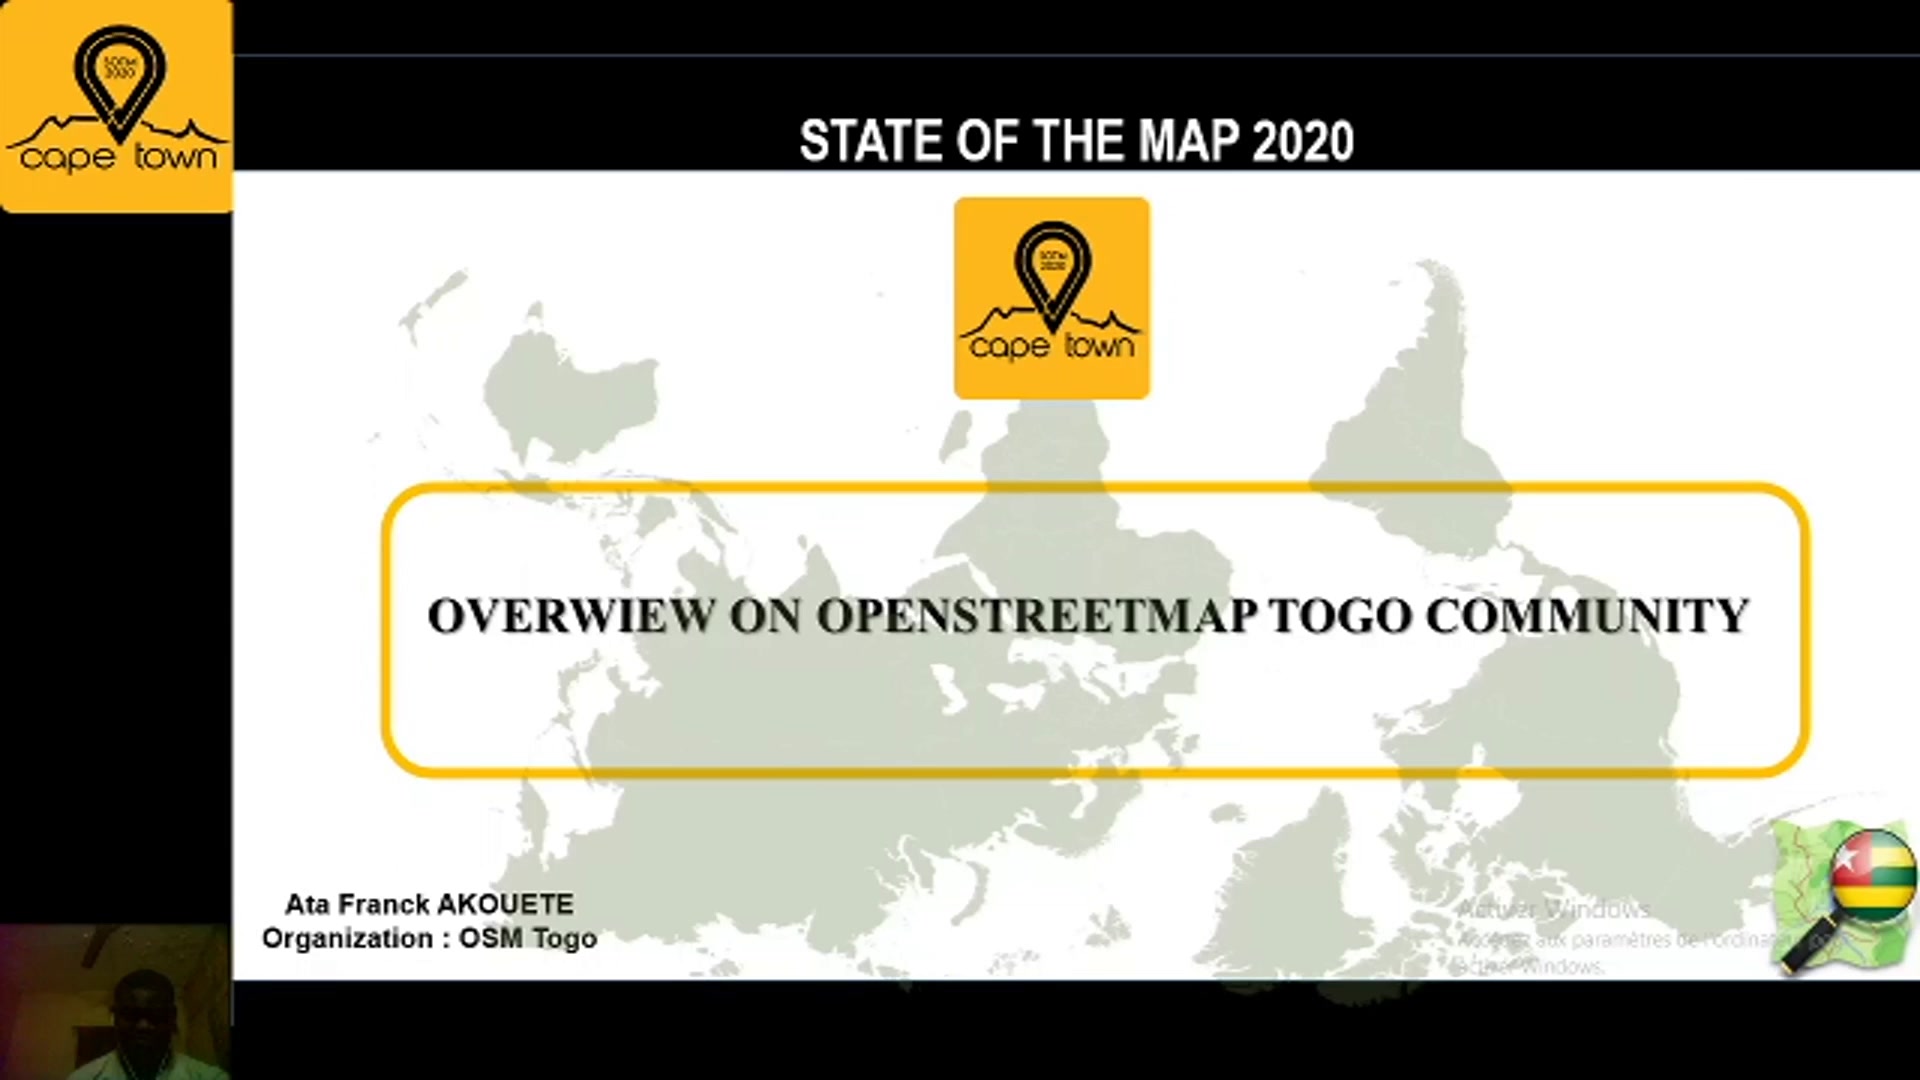 SOTM
2020
cape town
STATE OF THE MAP 2020
SOTM
2020
cape town
OVERWIEW ON OPENSTREETMAP TOGO COMMUNITY
Ata Franck AKOUETE
Organization : OSM Togo
Activer Windows
Accédez aux paramètres de l'ordinateur pour
activer Windows.